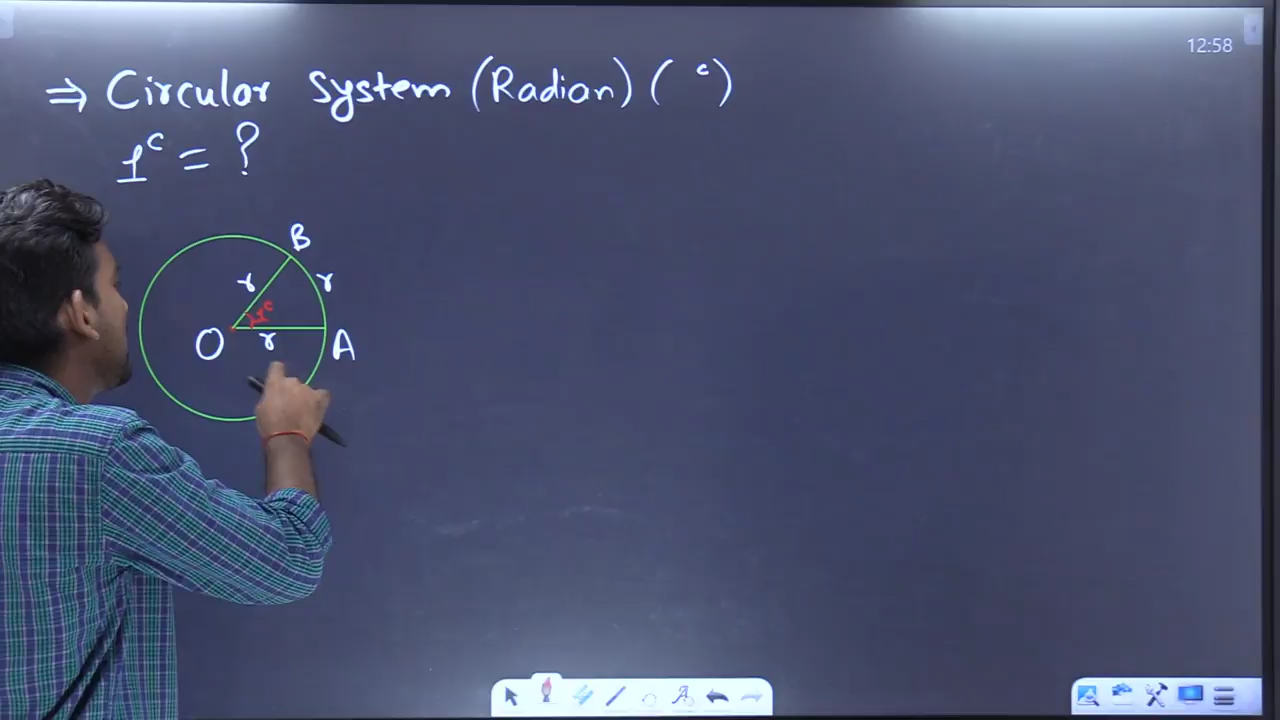 ⇒ Circular System (Radian) ( ᶜ)
1ᶜ = ?
12:58
B
r r
1ᶜ
O r A